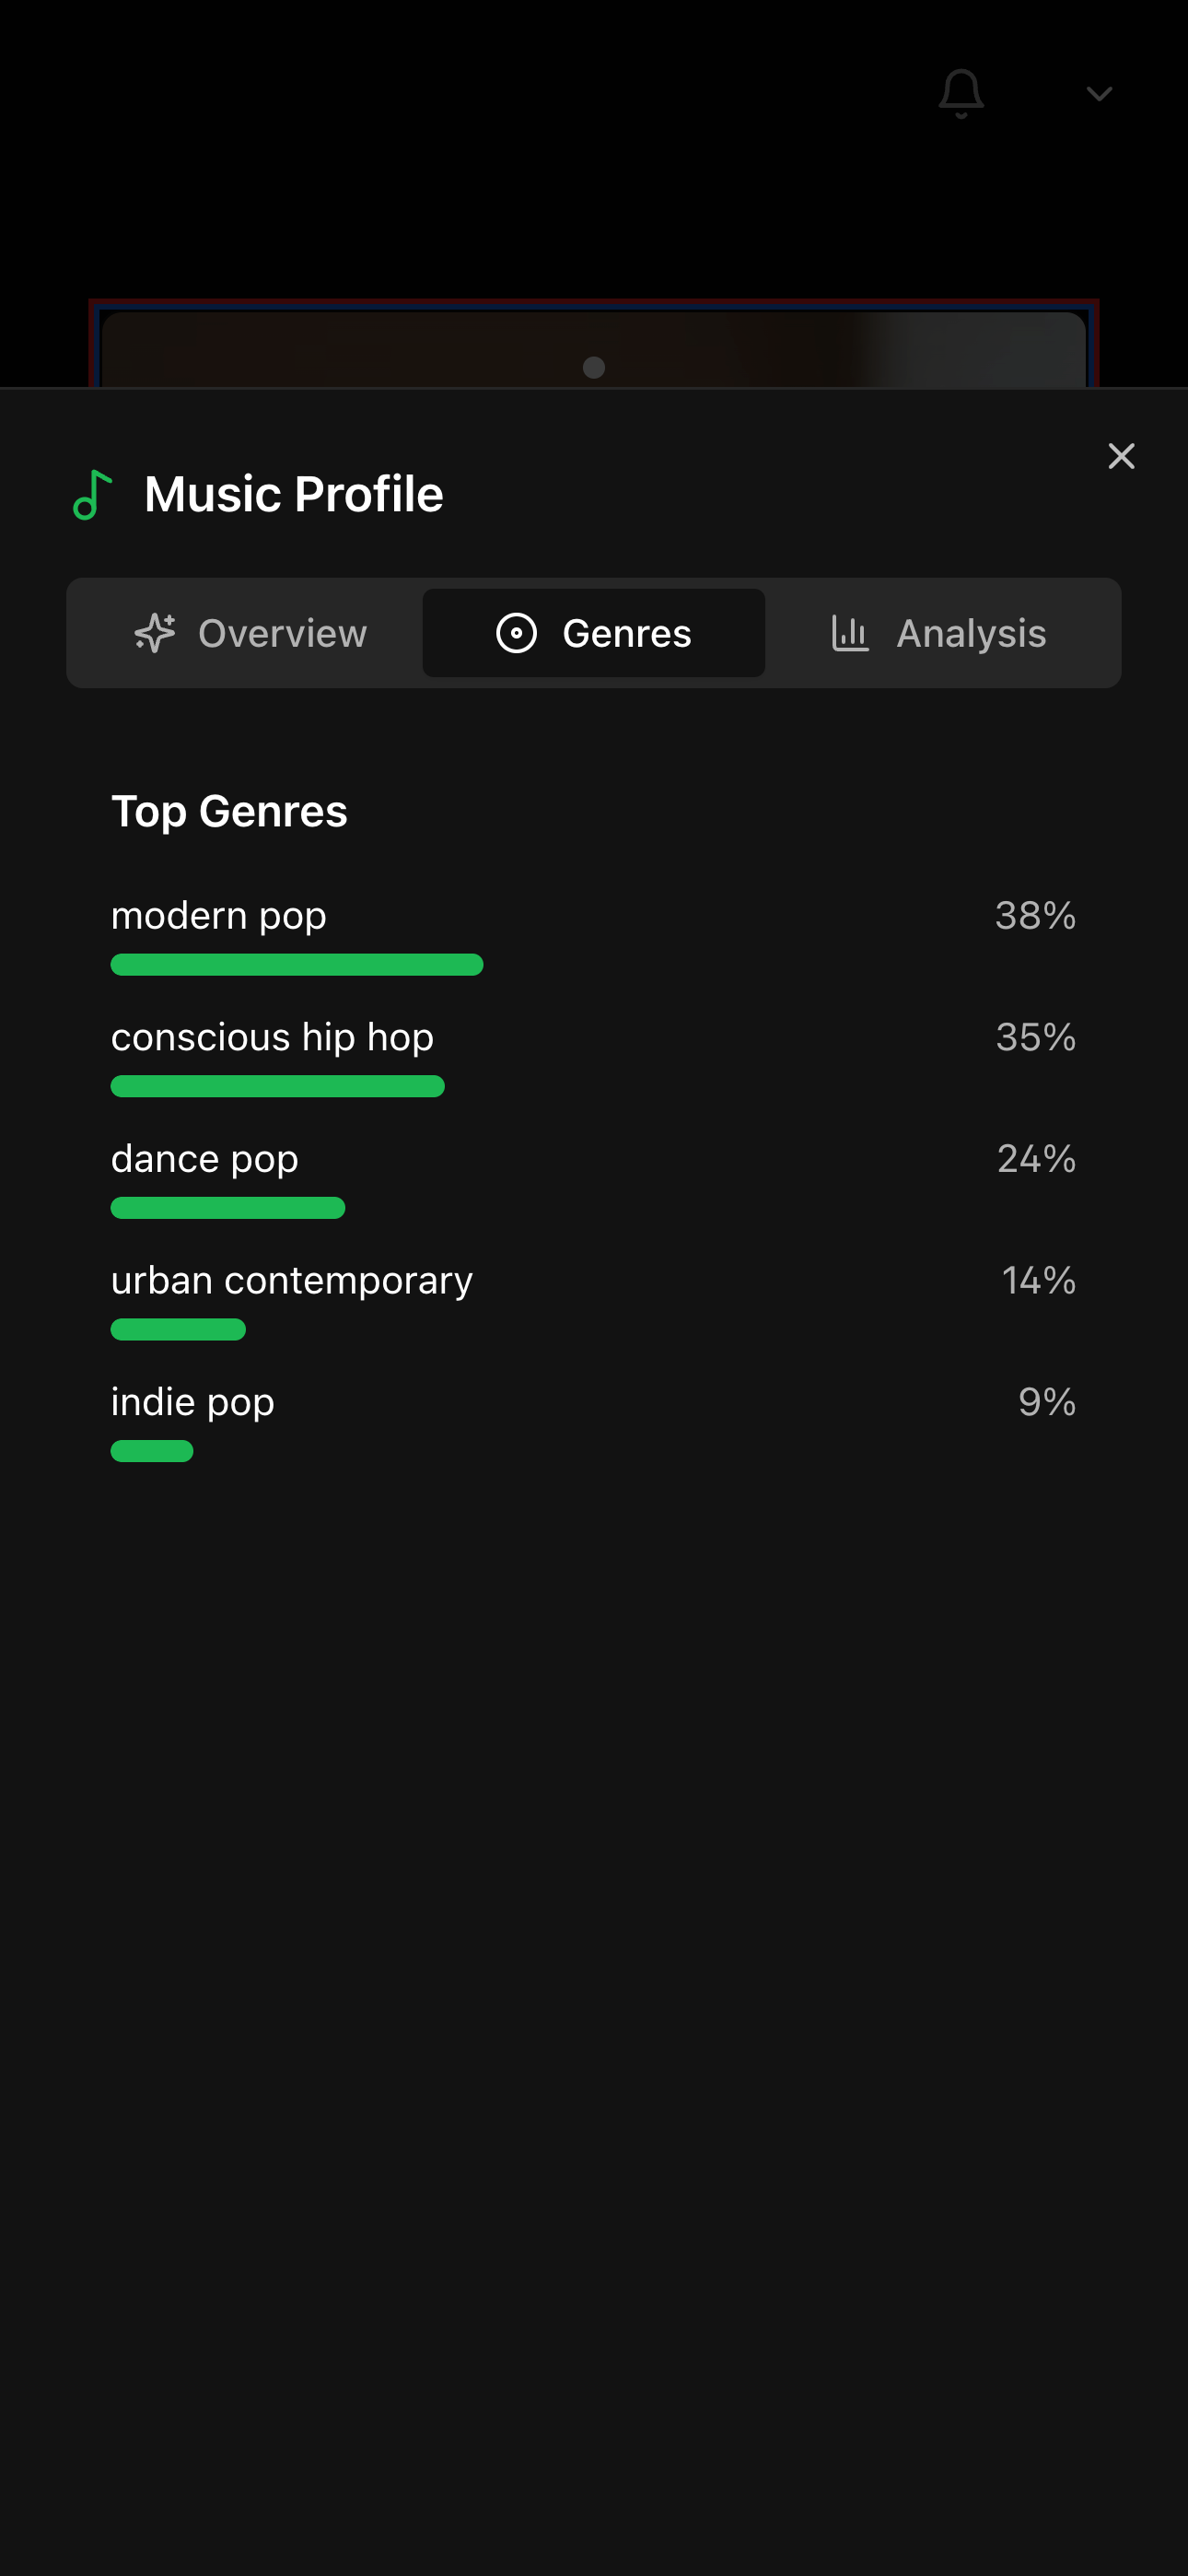 Music Profile
Overview Genres Analysis
Top Genres
modern pop 38%
conscious hip hop 35%
dance pop 24%
urban contemporary 14%
indie pop 9%